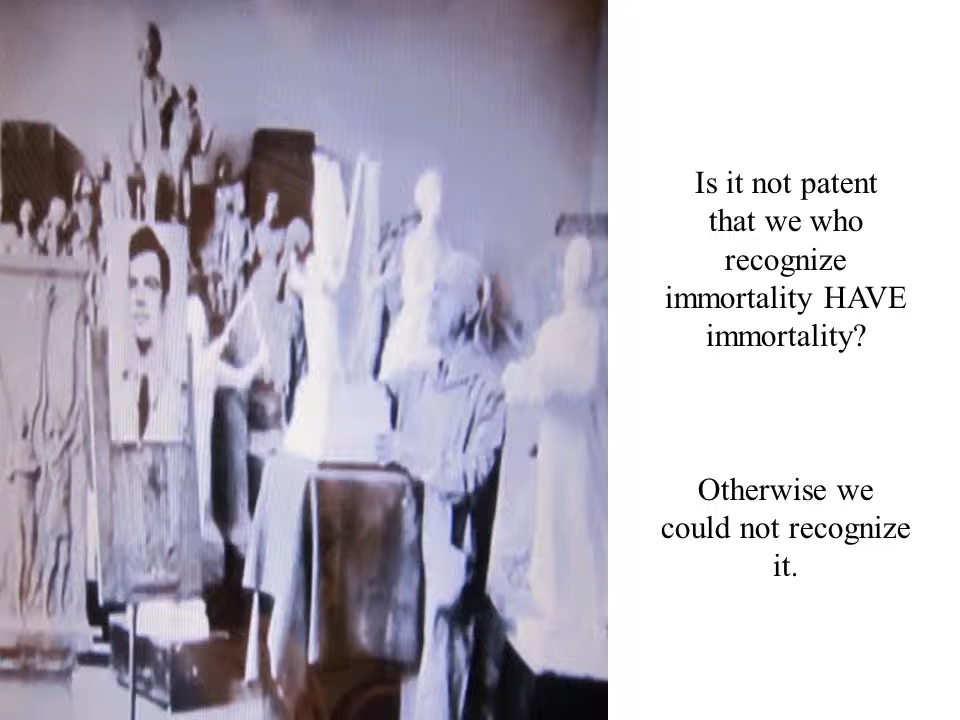 Is it not patent
that we who
recognize
immortality HAVE
immortality?
Otherwise we
could not recognize
it.